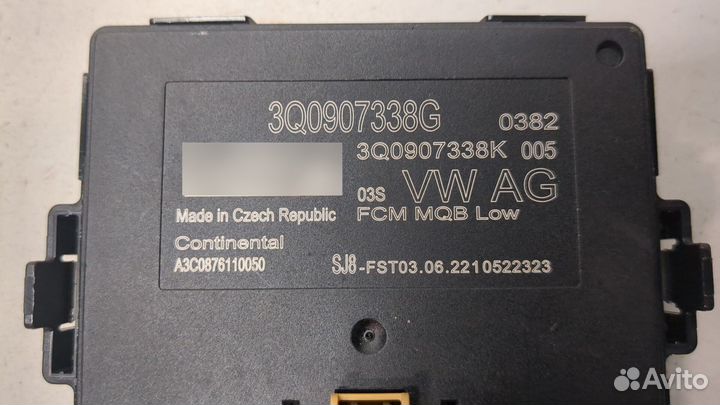 3Q0907338G 0382
3Q0907338K 005
03S VW AG
Made in Czech Republic FCM MQB Low
Continental
A3C0876110050 SJ8-FST03.06.2210522323
Avito